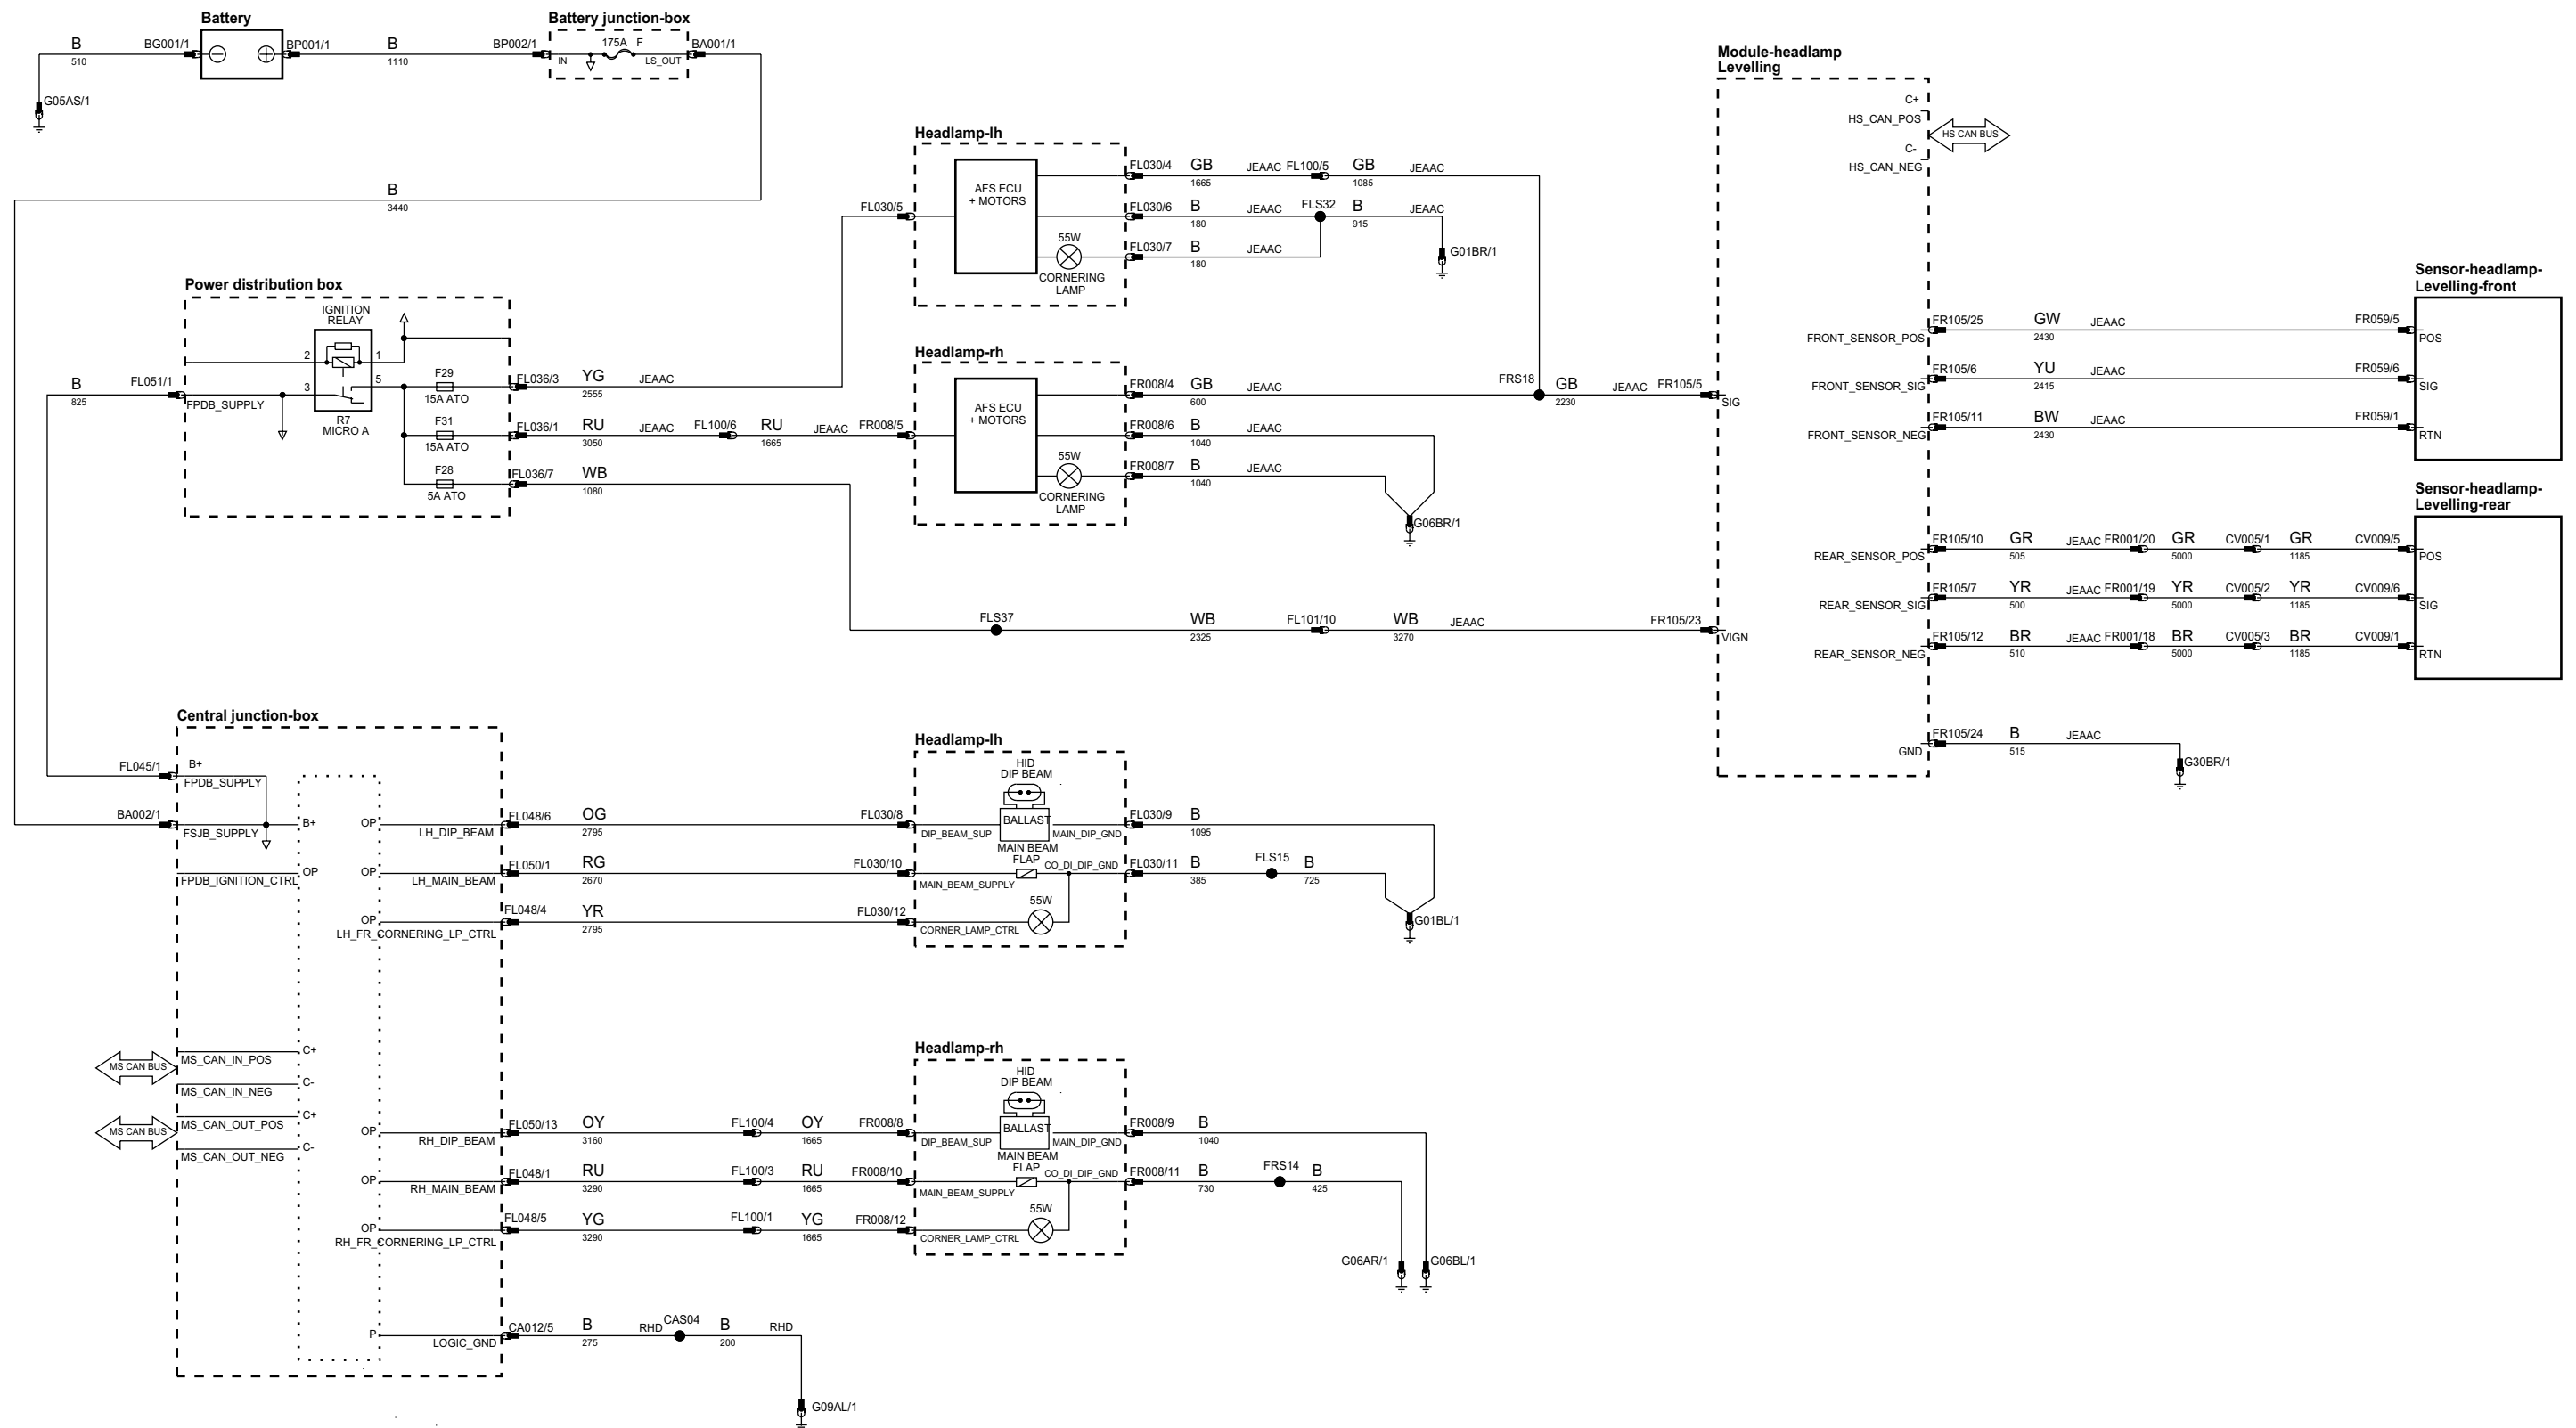 Battery
B
510
BG001/1
BP001/1
B
1110
G05AS/1
Battery junction-box
BP002/1
175A F
IN
LS_OUT
BA001/1
B
3440
Power distribution box
IGNITION
RELAY
2
1
3
5
R7
MICRO A
B
825
FL051/1
FPDB_SUPPLY
F29
15A ATO
F31
15A ATO
F28
5A ATO
FL036/3
YG
2555
JEAAC
FL036/1
RU
3050
JEAAC
FL100/6
RU
1665
JEAAC
FR008/5
FL036/7
WB
1080
FL030/5
Headlamp-lh
AFS ECU
+ MOTORS
55W
CORNERING
LAMP
FL030/4
GB
1665
JEAAC
FL100/5
GB
1085
JEAAC
FL030/6
B
180
JEAAC
FLS32
B
915
JEAAC
FL030/7
B
180
JEAAC
G01BR/1
Headlamp-rh
AFS ECU
+ MOTORS
55W
CORNERING
LAMP
FR008/4
GB
600
JEAAC
FRS18
GB
2230
JEAAC
FR105/5
FR008/6
B
1040
JEAAC
FR008/7
B
1040
JEAAC
G06BR/1
FLS37
WB
2325
FL101/10
WB
3270
JEAAC
FR105/23
Module-headlamp
Levelling
C+
HS_CAN_POS
HS CAN BUS
C-
HS_CAN_NEG
SIG
VIGN
FRONT_SENSOR_POS
FR105/25
GW
2430
JEAAC
FR059/5
FRONT_SENSOR_SIG
FR105/6
YU
2415
JEAAC
FR059/6
FRONT_SENSOR_NEG
FR105/11
BW
2430
JEAAC
FR059/1
Sensor-headlamp-
Levelling-front
POS
SIG
RTN
REAR_SENSOR_POS
FR105/10
GR
505
JEAAC
FR001/20
GR
5000
CV005/1
GR
1185
CV009/5
REAR_SENSOR_SIG
FR105/7
YR
500
JEAAC
FR001/19
YR
5000
CV005/2
YR
1185
CV009/6
REAR_SENSOR_NEG
FR105/12
BR
510
JEAAC
FR001/18
BR
5000
CV005/3
BR
1185
CV009/1
Sensor-headlamp-
Levelling-rear
POS
SIG
RTN
GND
FR105/24
B
515
JEAAC
G30BR/1
Central junction-box
FL045/1
B+
FPDB_SUPPLY
BA002/1
FSJB_SUPPLY
B+
FPDB_IGNITION_CTRL
OP
OP
LH_DIP_BEAM
FL048/6
OG
2795
FL030/8
OP
LH_MAIN_BEAM
FL050/1
RG
2670
FL030/10
OP
LH_FR_CORNERING_LP_CTRL
FL048/4
YR
2795
FL030/12
Headlamp-lh
HID
DIP BEAM
BALLAST
DIP_BEAM_SUP
MAIN_DIP_GND
MAIN BEAM
FLAP
CO_DI_DIP_GND
MAIN_BEAM_SUPPLY
55W
CORNER_LAMP_CTRL
FL030/9
B
1095
FL030/11
B
385
FLS15
B
725
G01BL/1
MS CAN BUS
MS_CAN_IN_POS
C+
MS_CAN_IN_NEG
C-
MS CAN BUS
MS_CAN_OUT_POS
C+
MS_CAN_OUT_NEG
C-
OP
RH_DIP_BEAM
FL050/13
OY
3160
FL100/4
OY
1665
FR008/8
OP
RH_MAIN_BEAM
FL048/1
RU
3290
FL100/3
RU
1665
FR008/10
OP
RH_FR_CORNERING_LP_CTRL
FL048/5
YG
3290
FL100/1
YG
1665
FR008/12
Headlamp-rh
HID
DIP BEAM
BALLAST
DIP_BEAM_SUP
MAIN_DIP_GND
MAIN BEAM
FLAP
CO_DI_DIP_GND
MAIN_BEAM_SUPPLY
55W
CORNER_LAMP_CTRL
FR008/9
B
1040
FR008/11
B
730
FRS14
B
425
G06AR/1
G06BL/1
P
LOGIC_GND
CA012/5
B
275
RHD
CAS04
B
200
RHD
G09AL/1